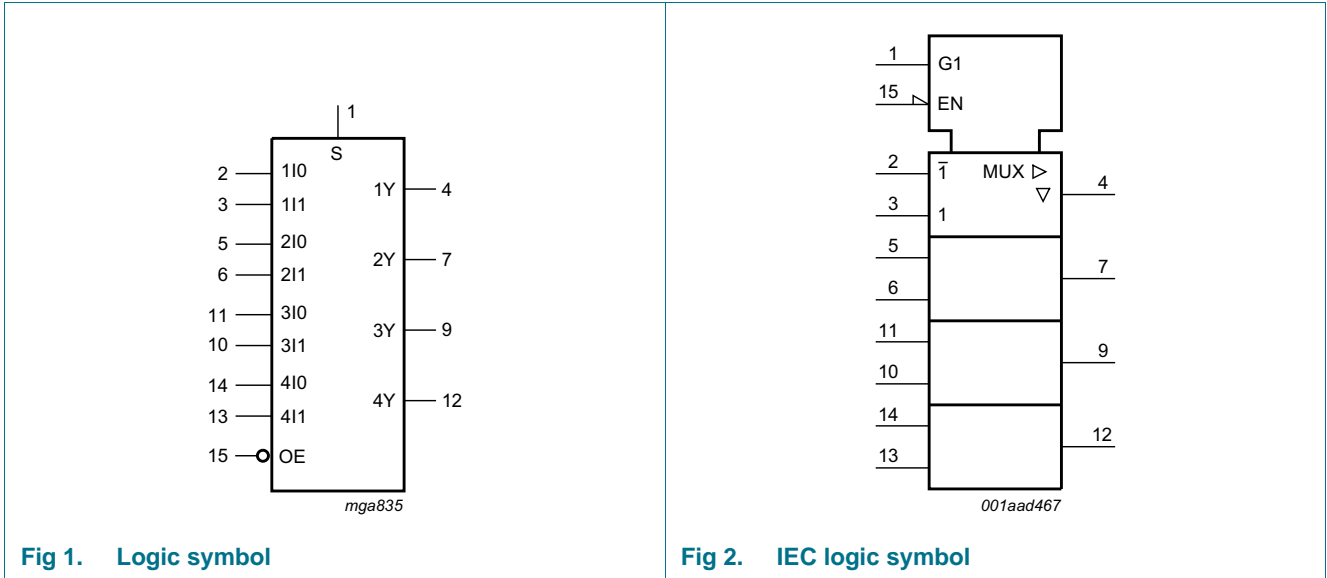 1
S
2 1I0
1Y 4
3 1I1
5 2I0
2Y 7
6 2I1
11 3I0
3Y 9
10 3I1
14 4I0
4Y 12
13 4I1
15 OE
mga835
Fig 1. Logic symbol
1 G1
15 EN
2 1̅ MUX
4
3 1
5
7
6
11
9
10
14
12
13
001aad467
Fig 2. IEC logic symbol